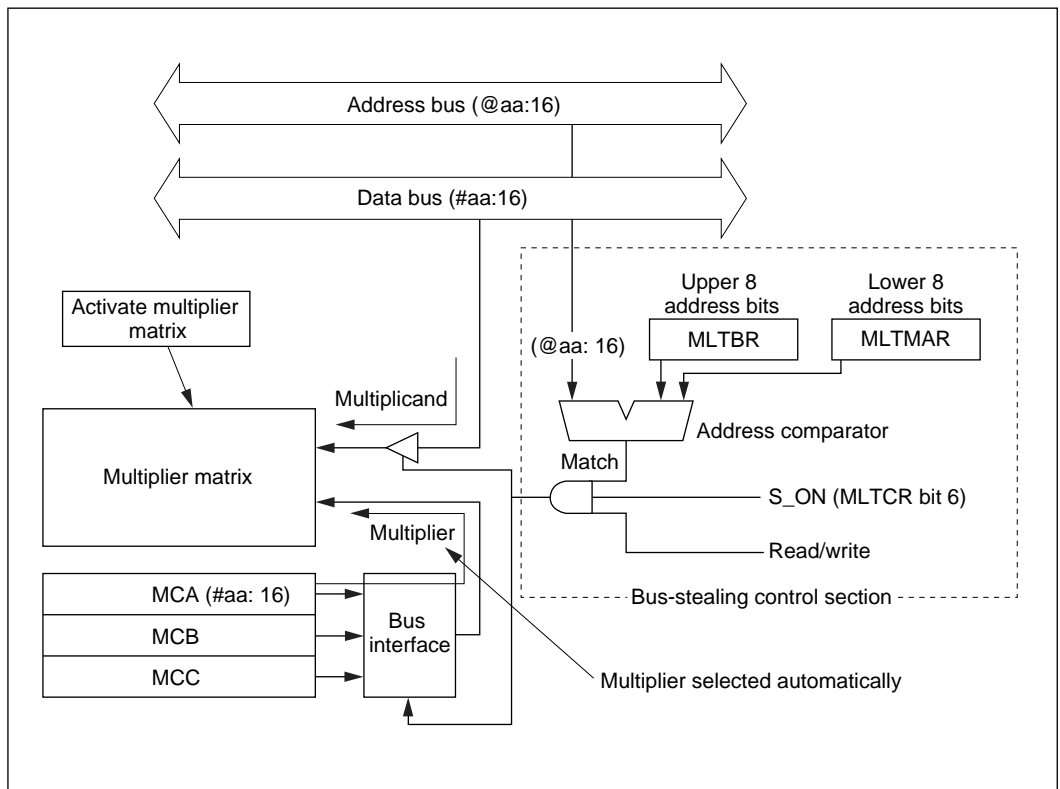 Address bus (@aa:16)
Data bus (#aa:16)
Activate multiplier
matrix
Upper 8
address bits
Lower 8
address bits
MLTBR
MLTMAR
(@aa: 16)
Multiplicand
Address comparator
Multiplier matrix
Match
S_ON (MLTCR bit 6)
Multiplier
Read/write
Bus-stealing control section
MCA (#aa: 16)
MCB
MCC
Bus
interface
Multiplier selected automatically